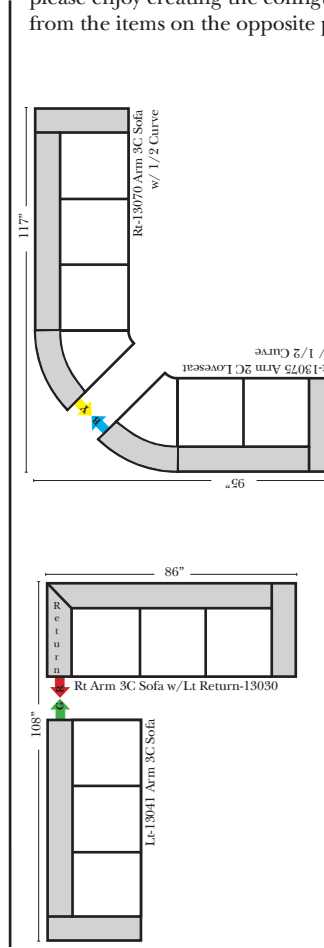 please enjoy creating the configu
from the items on the opposite p
117"
Rt-13070 Arm 3C Sofa
w/ 1/2 Curve
Y
B
t-13075 Arm 2C Loveseat
/ 1/2 Curve
95"
86"
Return
108"
R
G
Rt Arm 3C Sofa w/Lt Return-13030
Lt-13041 Arm 3C Sofa